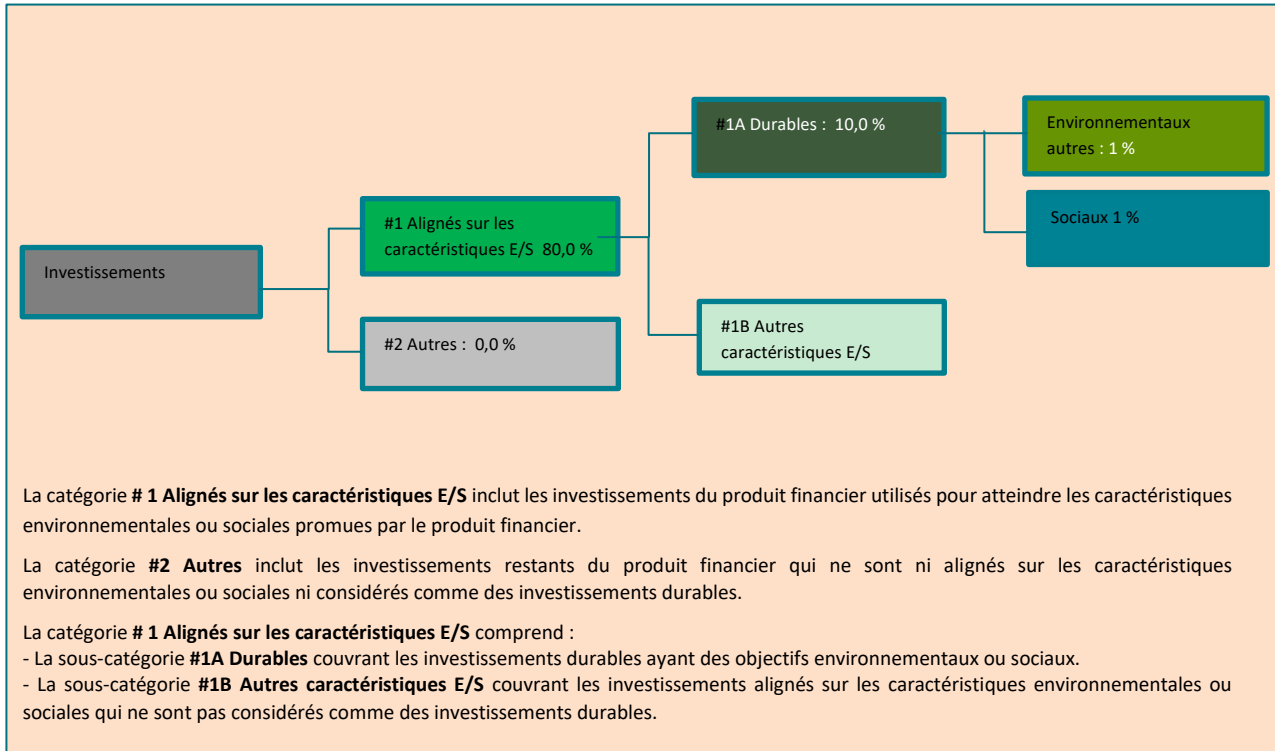 #1A Durables : 10,0 %
Environnementaux
autres : 1 %
#1 Alignés sur les
caractéristiques E/S 80,0 %
Sociaux 1 %
Investissements
#2 Autres : 0,0 %
#1B Autres
caractéristiques E/S
La catégorie # 1 Alignés sur les caractéristiques E/S inclut les investissements du produit financier utilisés pour atteindre les caractéristiques
environnementales ou sociales promues par le produit financier.
La catégorie #2 Autres inclut les investissements restants du produit financier qui ne sont ni alignés sur les caractéristiques
environnementales ou sociales ni considérés comme des investissements durables.
La catégorie # 1 Alignés sur les caractéristiques E/S comprend :
- La sous-catégorie #1A Durables couvrant les investissements durables ayant des objectifs environnementaux ou sociaux.
- La sous-catégorie #1B Autres caractéristiques E/S couvrant les investissements alignés sur les caractéristiques environnementales ou
sociales qui ne sont pas considérés comme des investissements durables.